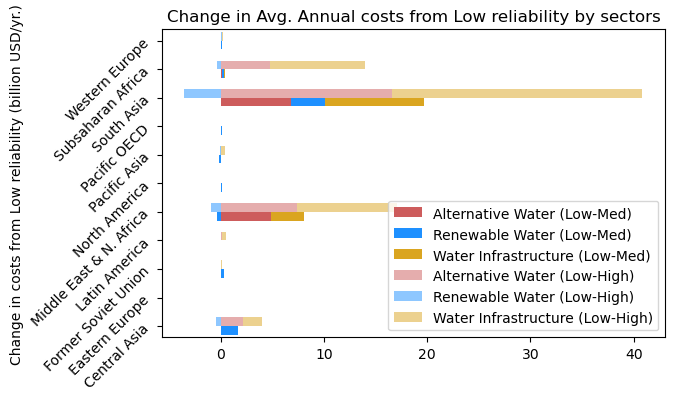 Change in Avg. Annual costs from Low reliability by sectors
Change in costs from Low reliability (billion USD/yr.)
Western Europe
Subsaharan Africa
South Asia
Pacific OECD
Pacific Asia
North America
Middle East & N. Africa
Latin America
Former Soviet Union
Eastern Europe
Central Asia
Alternative Water (Low-Med)
Renewable Water (Low-Med)
Water Infrastructure (Low-Med)
Alternative Water (Low-High)
Renewable Water (Low-High)
Water Infrastructure (Low-High)
0 10 20 30 40